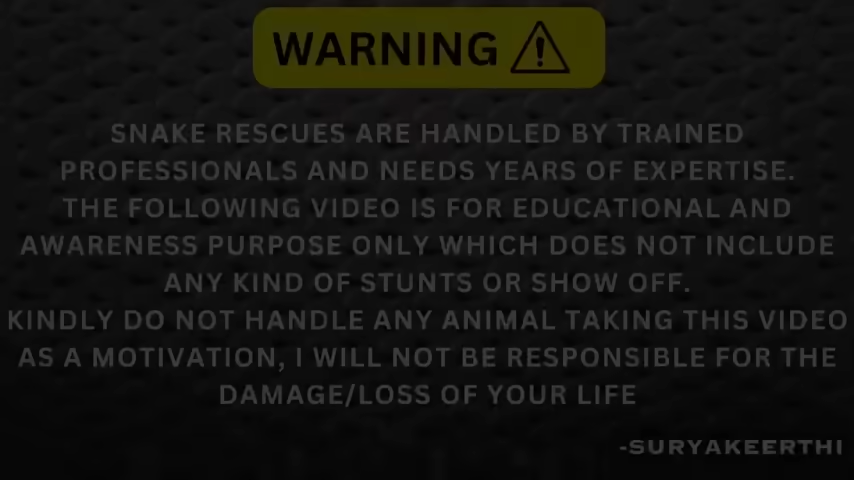 WARNING
SNAKE RESCUES ARE HANDLED BY TRAINED
PROFESSIONALS AND NEEDS YEARS OF EXPERTISE.
THE FOLLOWING VIDEO IS FOR EDUCATIONAL AND
AWARENESS PURPOSE ONLY WHICH DOES NOT INCLUDE
ANY KIND OF STUNTS OR SHOW OFF.
KINDLY DO NOT HANDLE ANY ANIMAL TAKING THIS VIDEO
AS A MOTIVATION, I WILL NOT BE RESPONSIBLE FOR THE
DAMAGE/LOSS OF YOUR LIFE
-SURYAKEERTHI